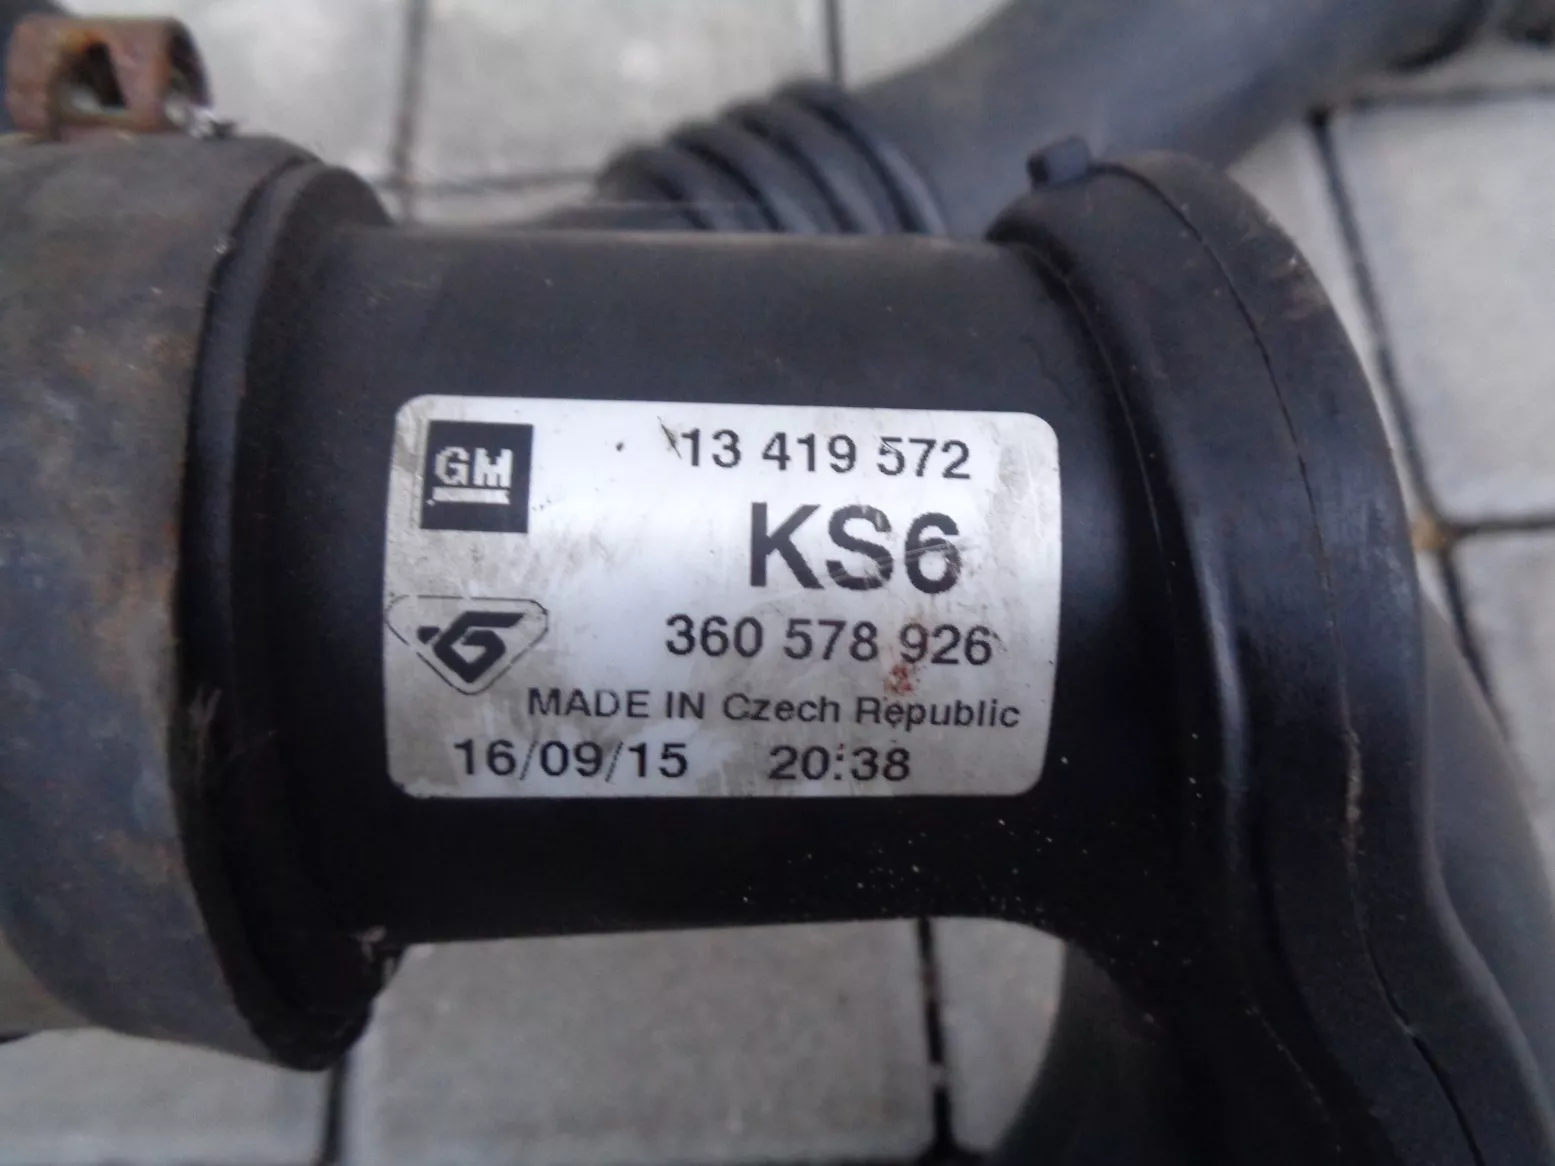 GM
13 419 572
KS6
360 578 926
MADE IN Czech Republic
16/09/15 20:38